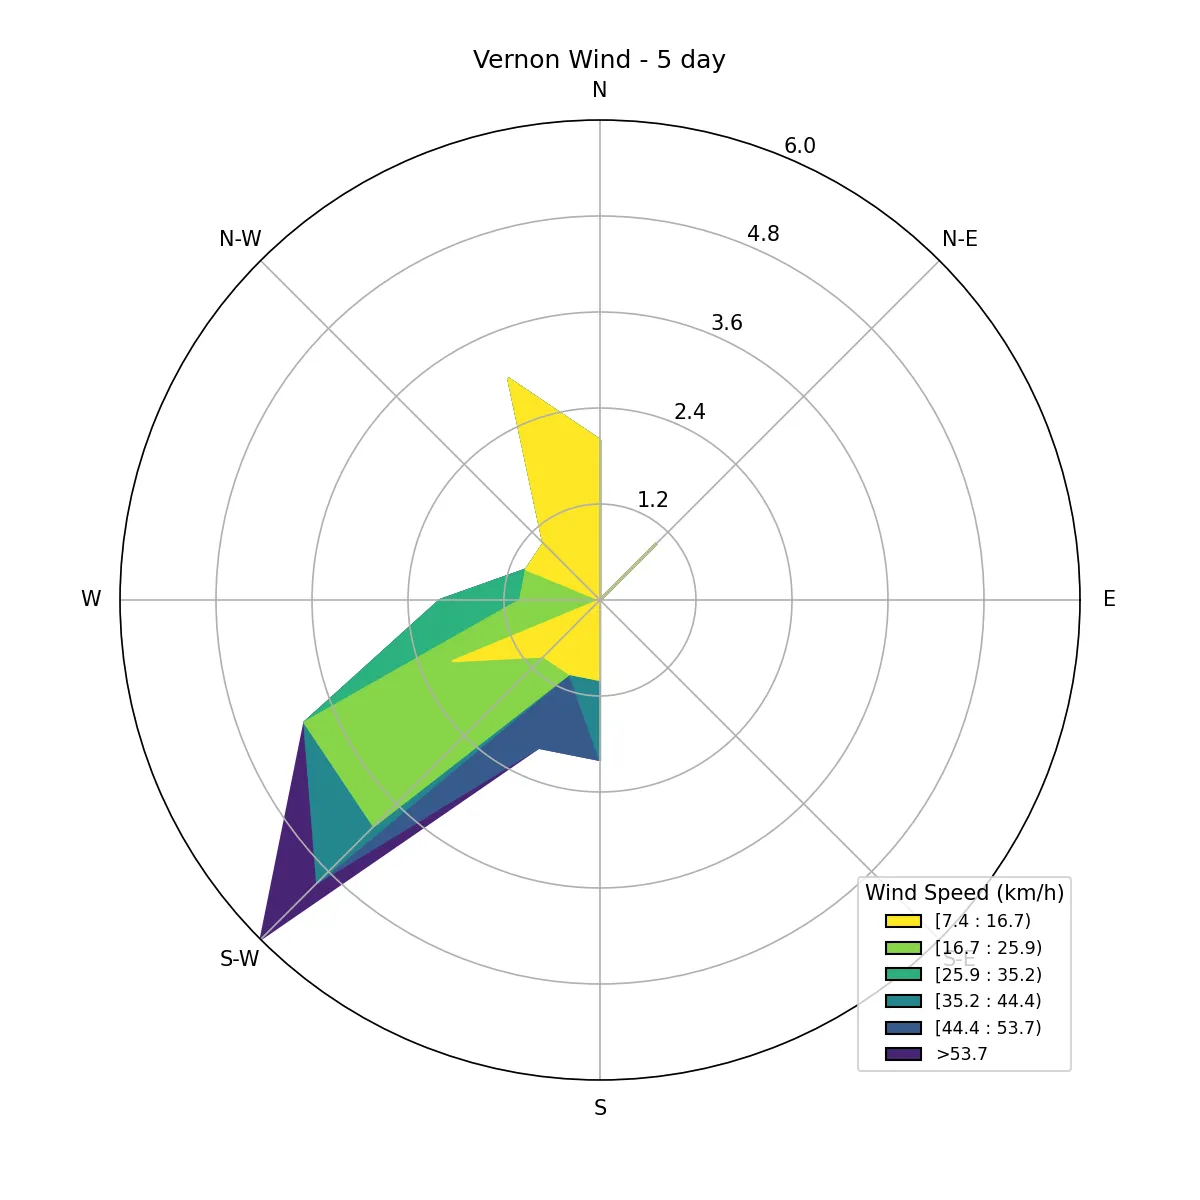 Vernon Wind - 5 day
N
6.0
4.8
N-W
N-E
3.6
2.4
1.2
W
E
S-W
S-E
Wind Speed (km/h)
[7.4 : 16.7)
[16.7 : 25.9)
[25.9 : 35.2)
[35.2 : 44.4)
[44.4 : 53.7)
>53.7
S